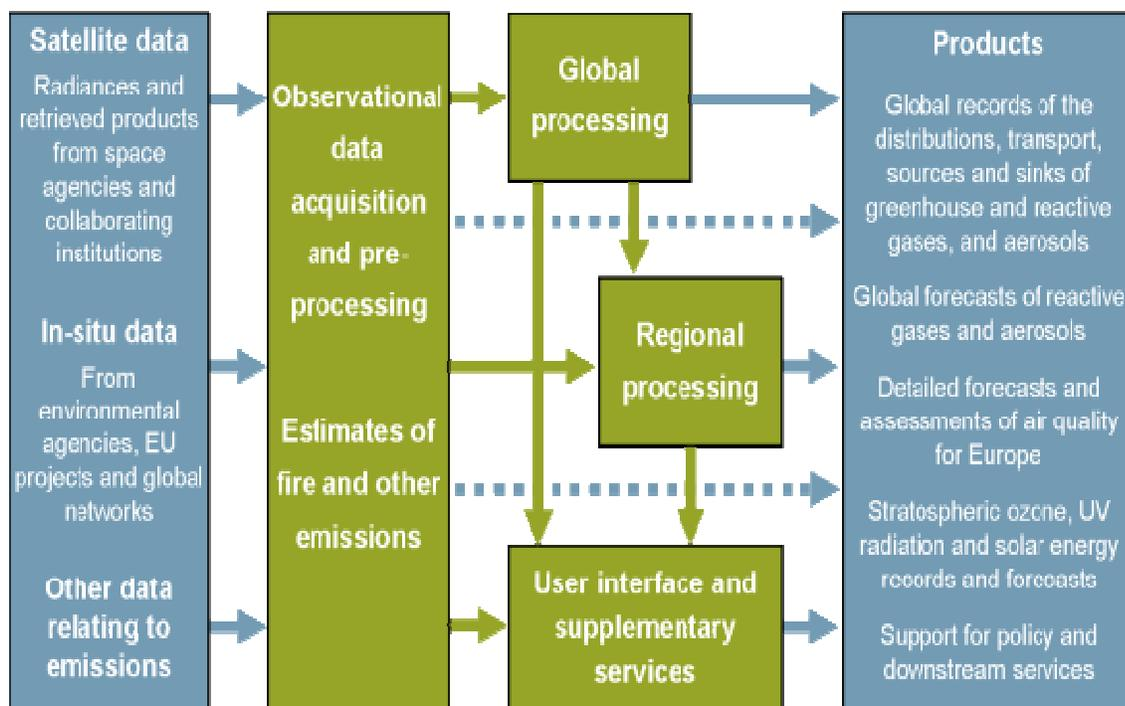 Satellite data
Radiances and
retrieved products
from space
agencies and
collaborating
institutions
In-situ data
From
environmental
agencies, EU
projects and global
networks
Other data
relating to
emissions
Observational
data
acquisition
and pre-
processing
Estimates of
fire and other
emissions
Global
processing
Regional
processing
User interface and
supplementary
services
Products
Global records of the
distributions, transport,
sources and sinks of
greenhouse and reactive
gases, and aerosols
Global forecasts of reactive
gases and aerosols
Detailed forecasts and
assessments of air quality
for Europe
Stratospheric ozone, UV
radiation and solar energy
records and forecasts
Support for policy and
downstream services